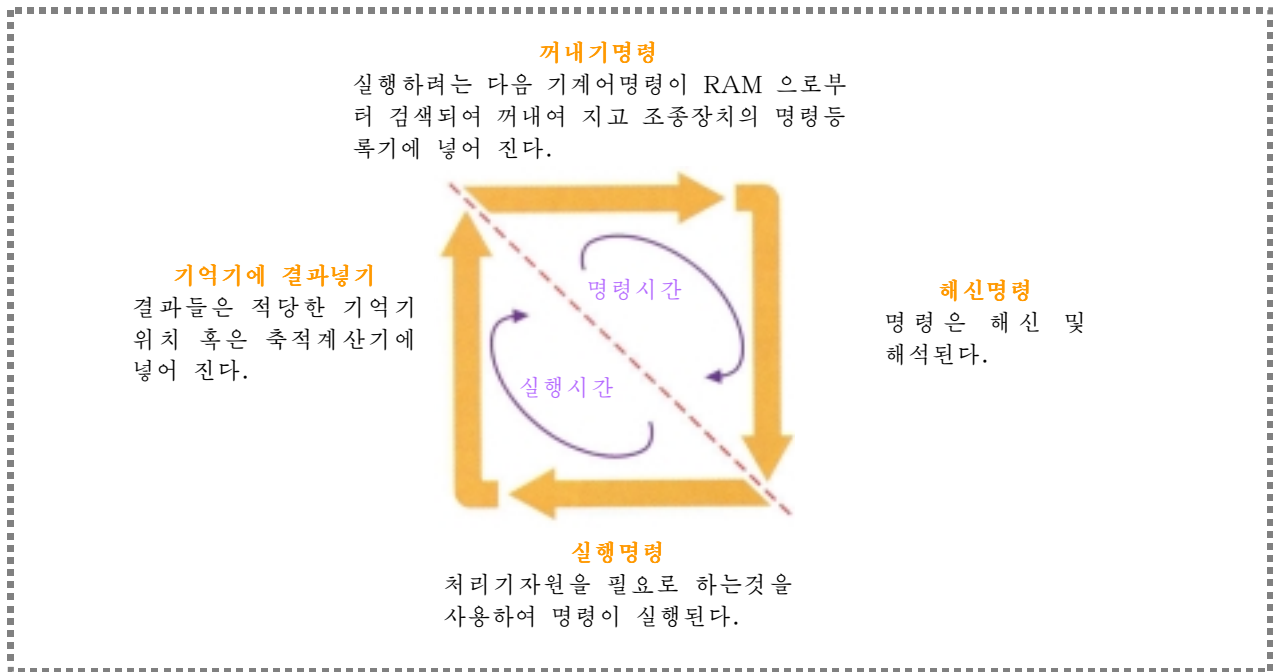 꺼내기명령
실행하려는 다음 기계어명령이 RAM 으로부
터 검색되여 꺼내여 지고 조종장치의 명령등
록기에 넣어 진다.
기억기에 결과넣기
결과들은 적당한 기억기
위치 혹은 축적계산기에
넣어 진다.
명령시간
실행시간
해신명령
명령은 해신 및
해석된다.
실행명령
처리기자원을 필요로 하는것을
사용하여 명령이 실행된다.